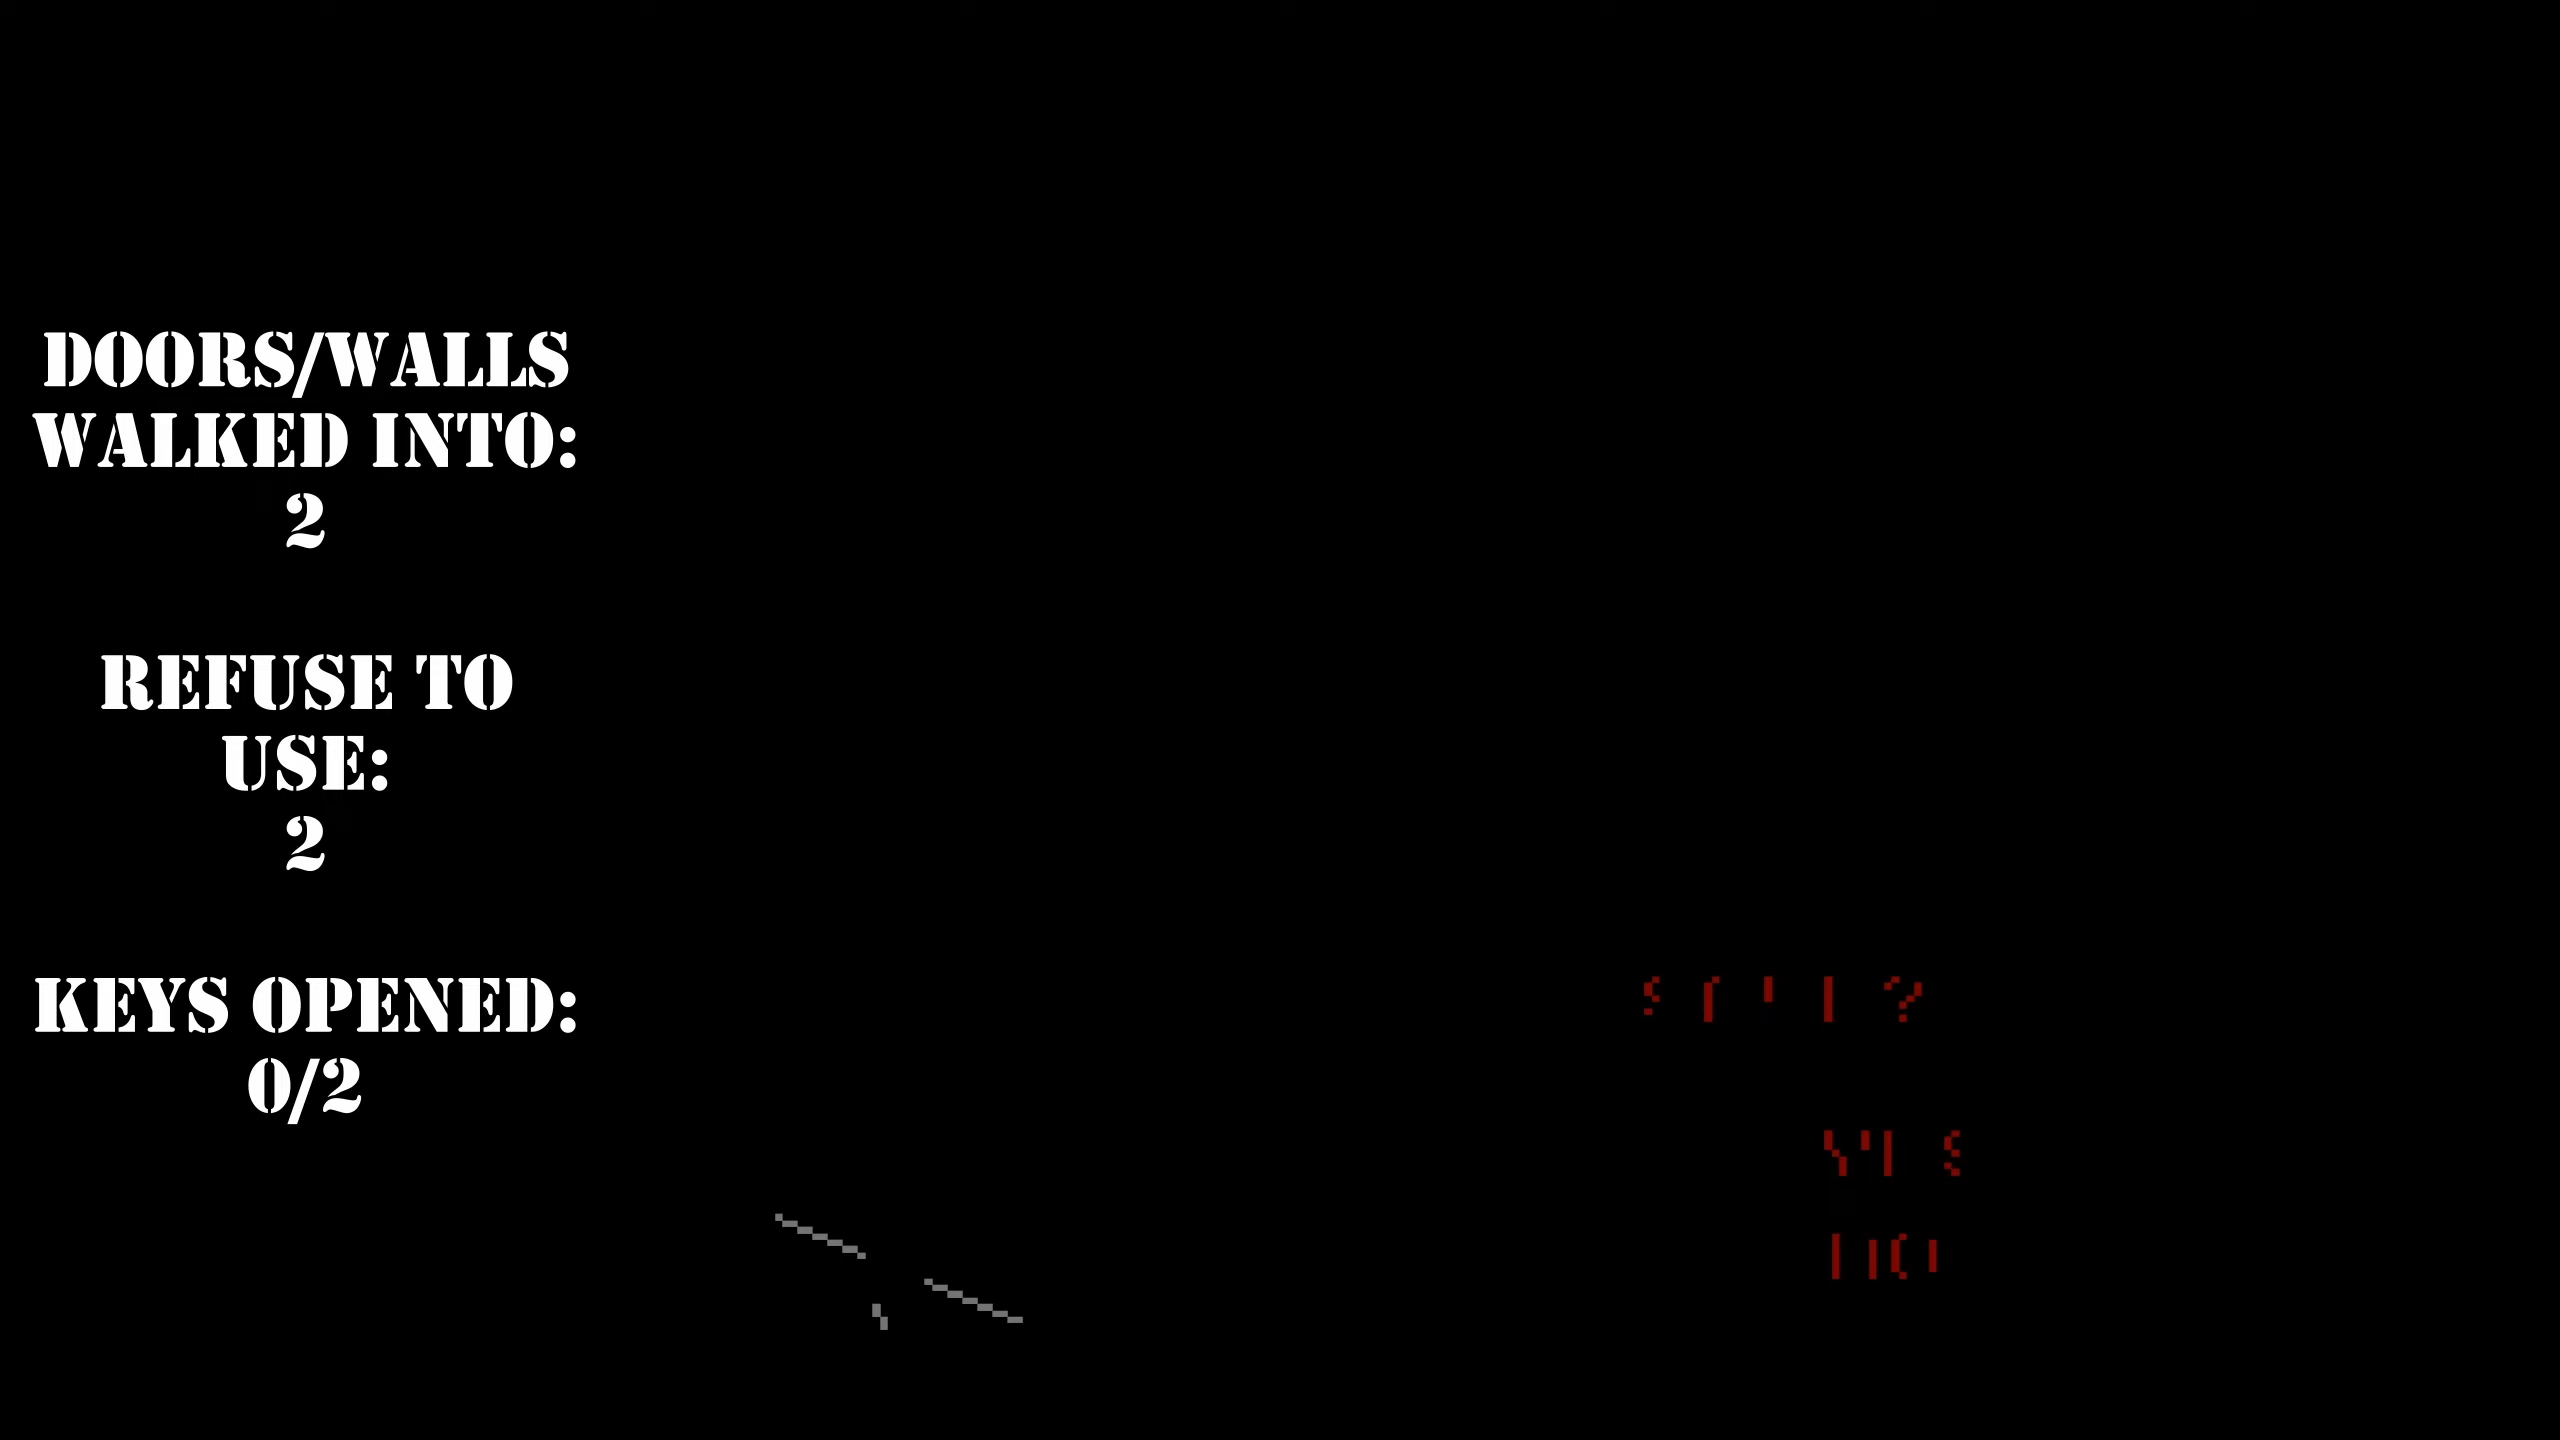 DOORS/WALLS
WALKED INTO:
2
REFUSE TO
USE:
2
KEYS OPENED:
0/2